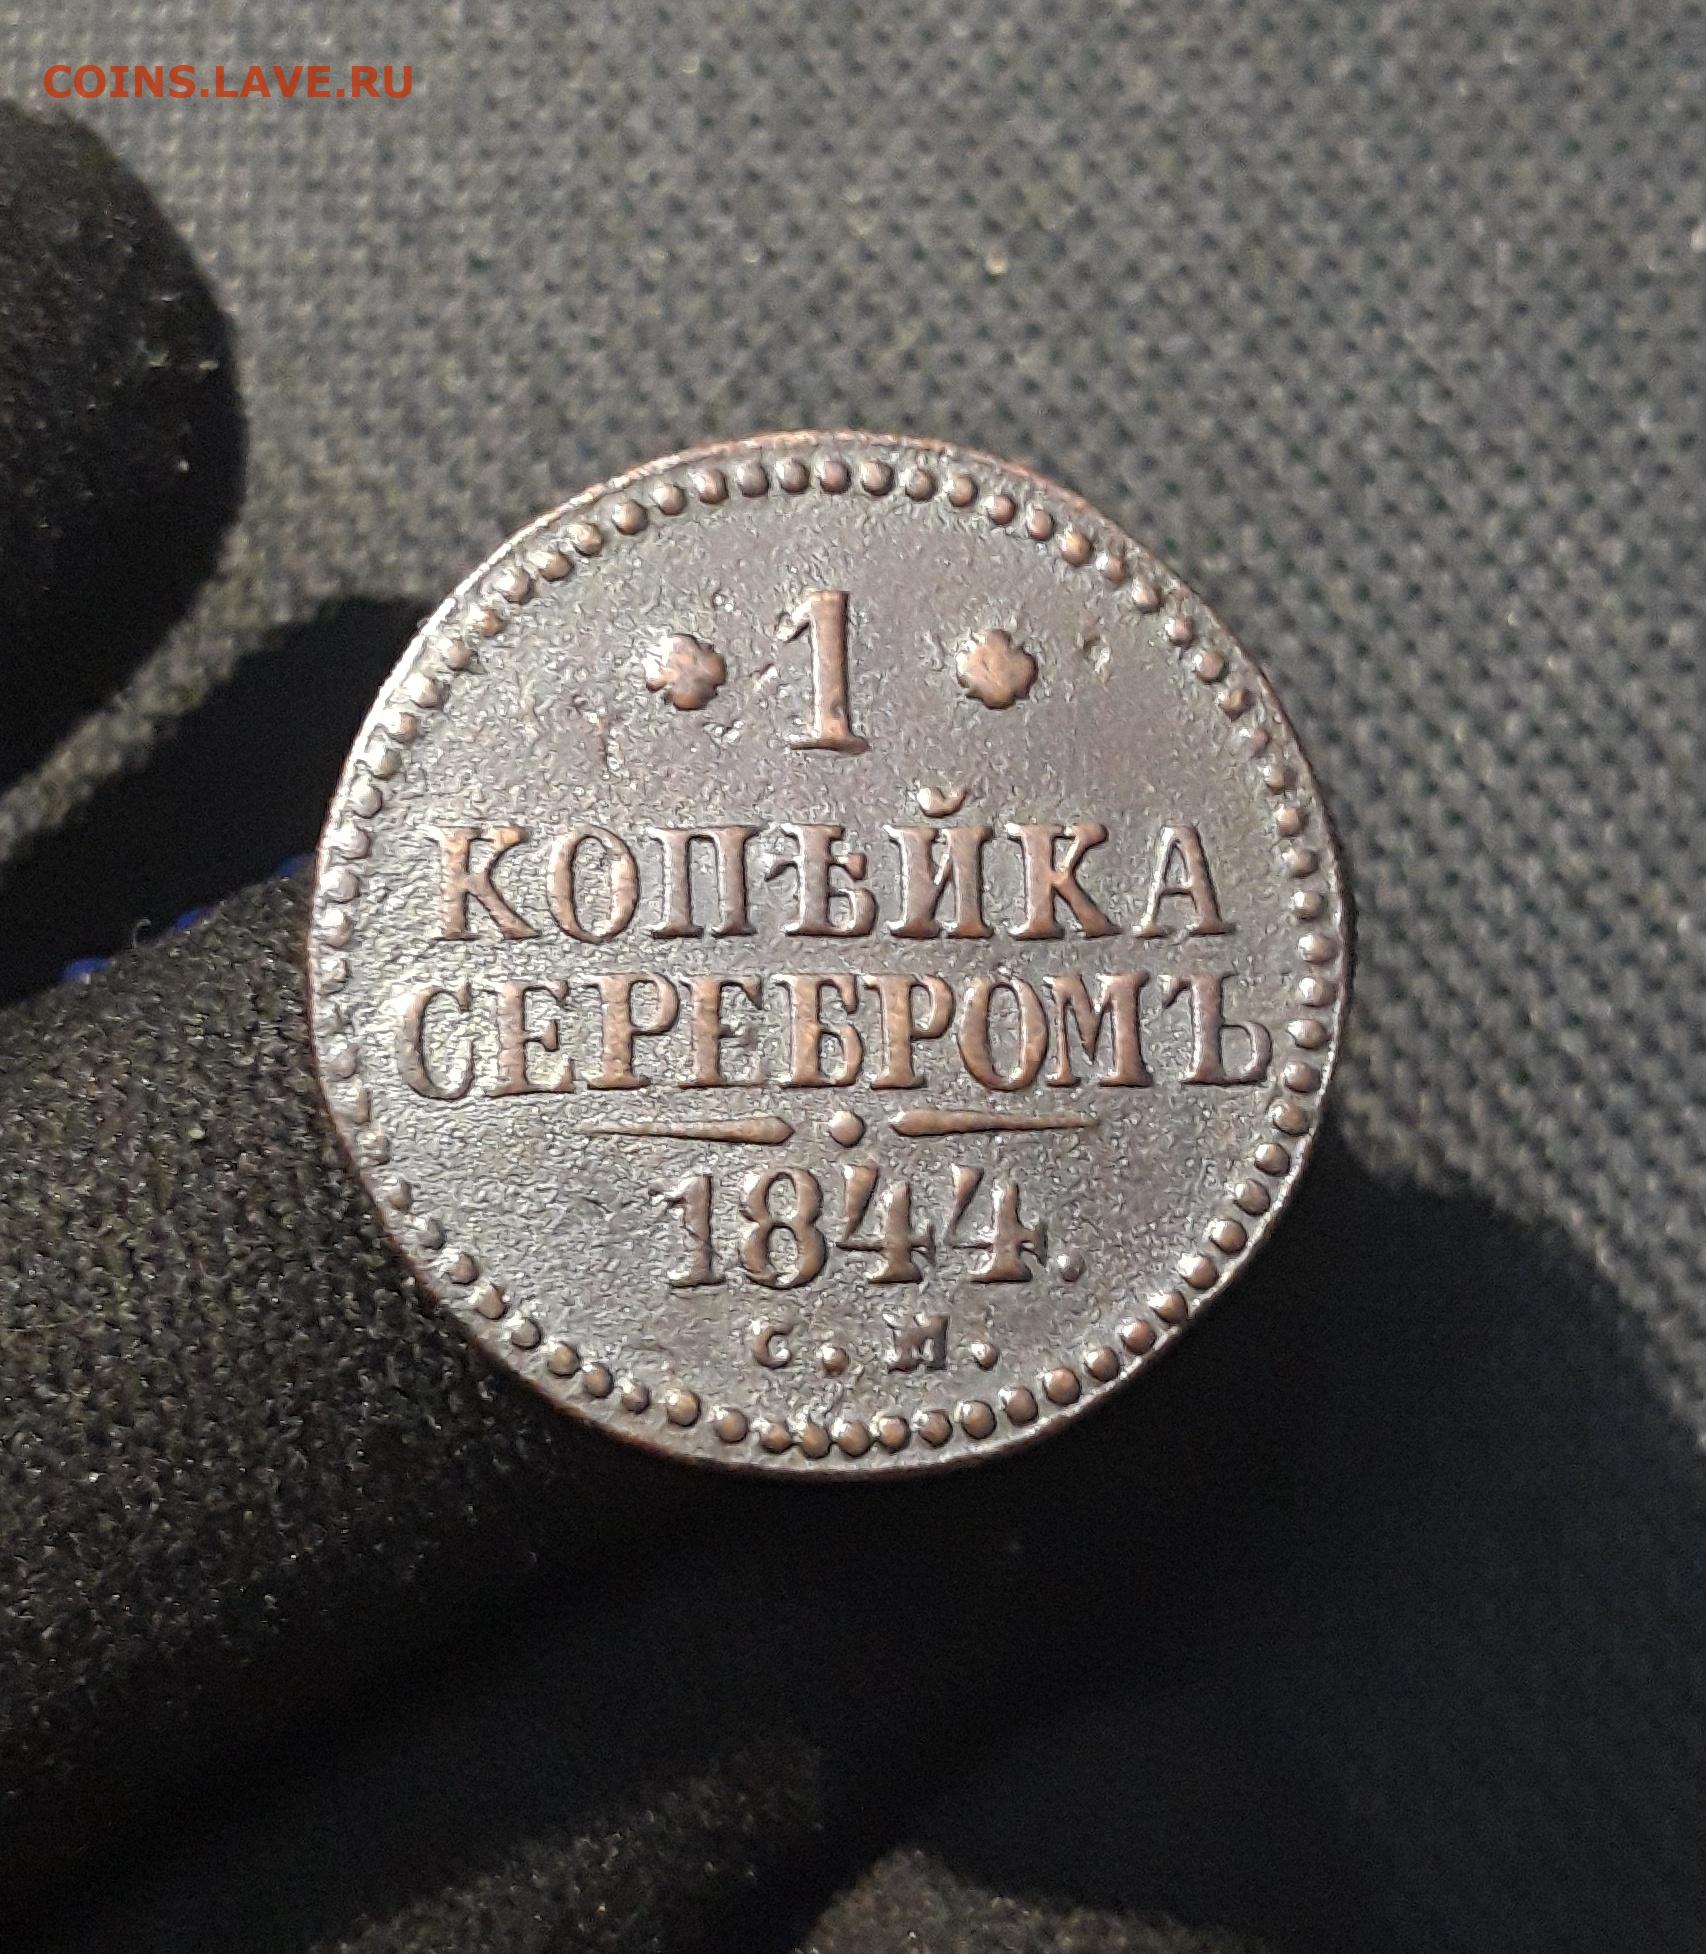 COINS.LAVE.RU
1
КОПѢЙКА
СЕРЕБРОМЪ
1844.
С. М.